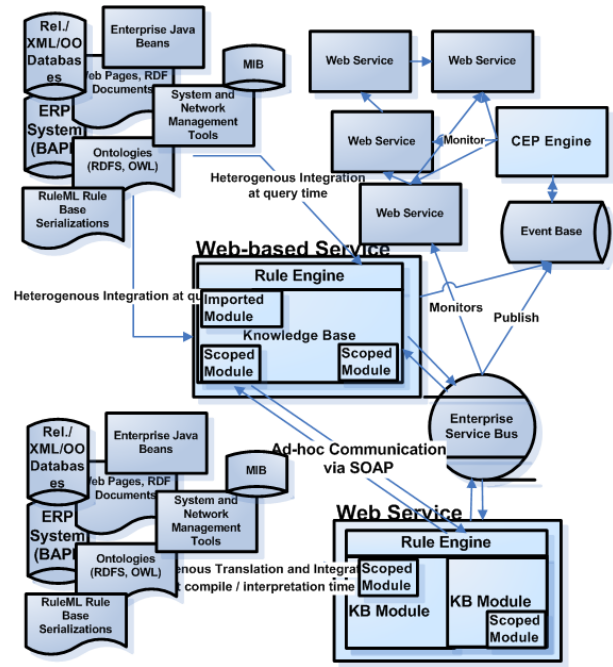 Rel./
XML/OO
Databas
es
Enterprise Java
Beans
eb Pages, RDF
Documents
MIB
System and
Network
Management
Tools
ERP
System
(BAPI
Ontologies
(RDFS, OWL)
RuleML Rule
Base
Serializations
Web Service
Web Service
Web Service
Monitor
CEP Engine
Heterogenous Integration
at query time
Web Service
Event Base
Web-based Service
Rule Engine
Heterogenous Integration at qu
Imported
Module
Knowledge Base
Scoped
Module
Scoped
Module
Monitors
Publish
Enterprise
Service Bus
Ad-hoc Communication
via SOAP
Rel./
XML/OO
Databas
es
Enterprise Java
Beans
eb Pages, RDF
Documents
MIB
System and
Network
Management
Tools
ERP
System
(BAPI
Ontologies
(RDFS, OWL)
RuleML Rule
Base
Serializations
enous Translation and Integrat
t compile / interpretation time
Web Service
Rule Engine
Scoped
Module
KB Module
KB Module
Scoped
Module